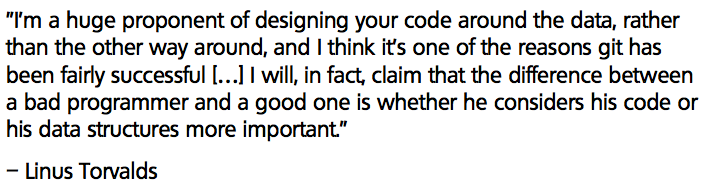 "I'm a huge proponent of designing your code around the data, rather
than the other way around, and I think it's one of the reasons git has
been fairly successful […] I will, in fact, claim that the difference between
a bad programmer and a good one is whether he considers his code or
his data structures more important."
– Linus Torvalds